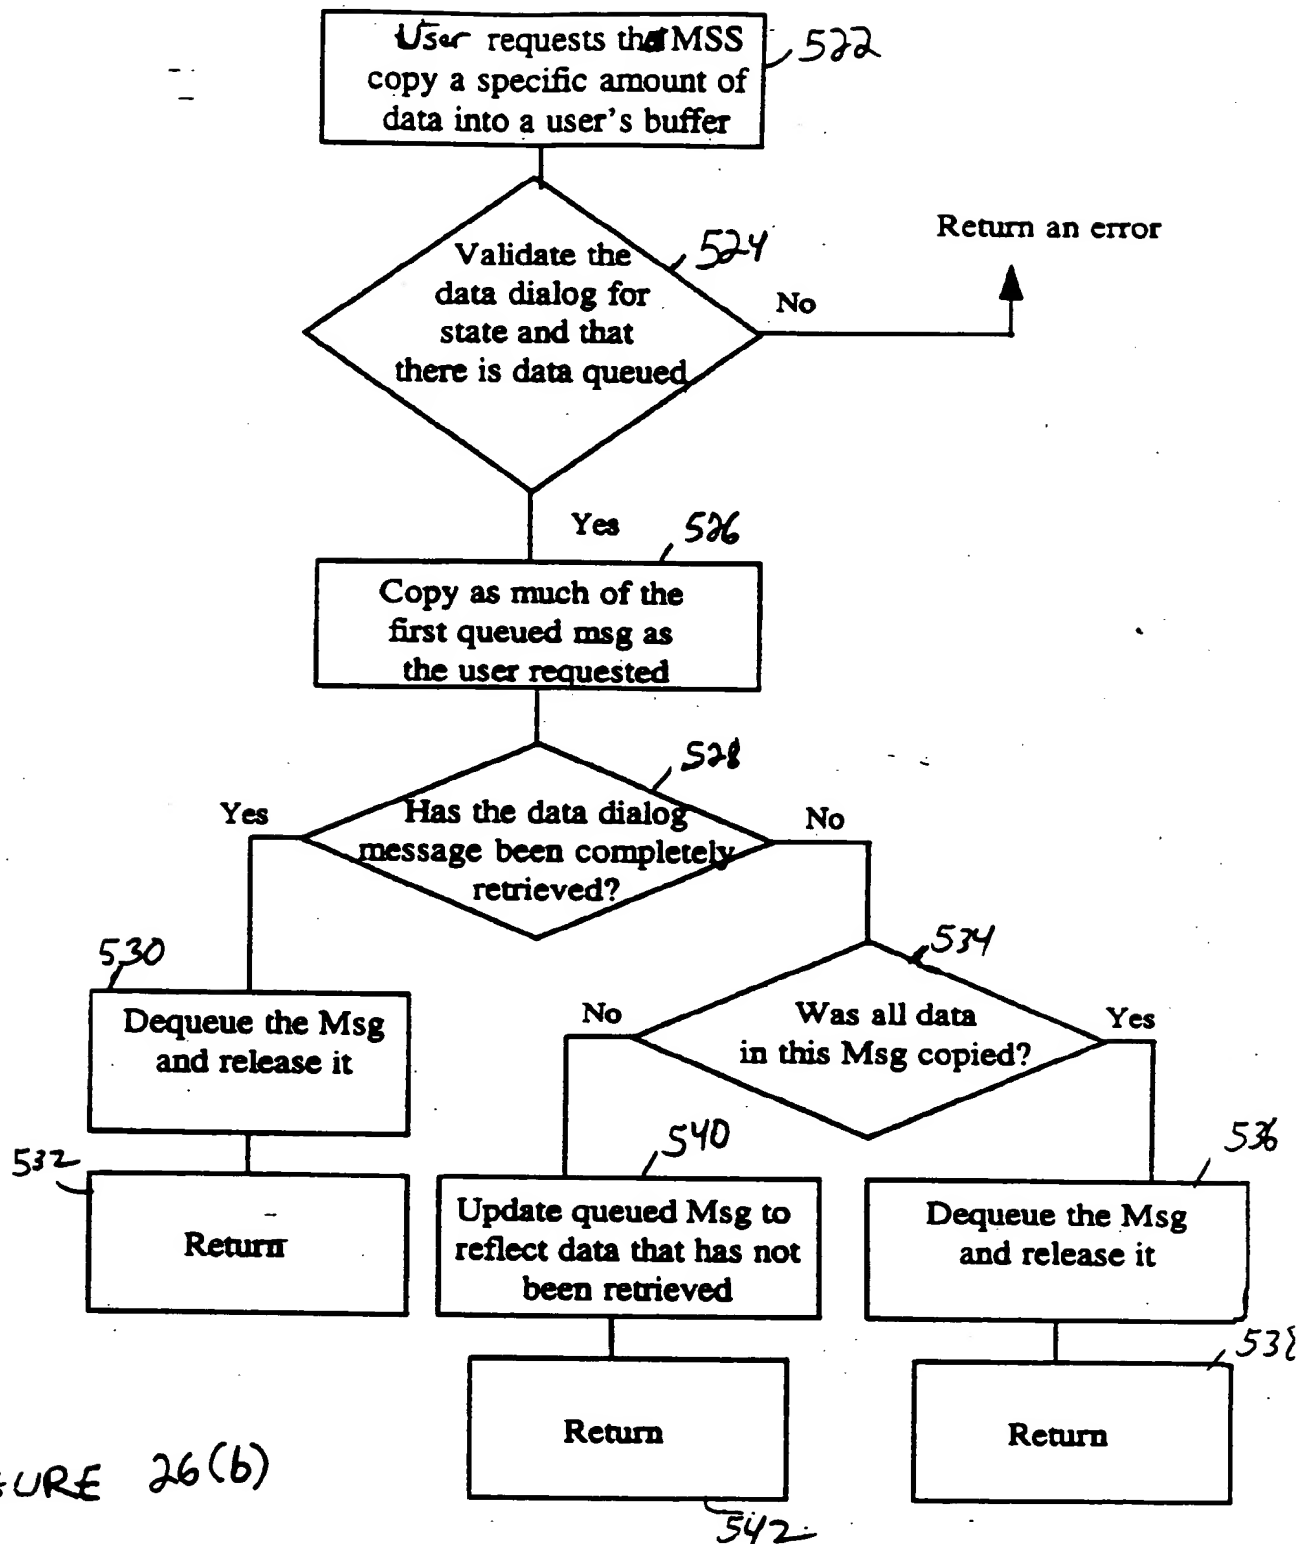 User requests the MSS
copy a specific amount of
data into a user's buffer
522
Validate the
data dialog for
state and that
there is data queued
524
No
Return an error
Yes
526
Copy as much of the
first queued msg as
the user requested
528
Yes
Has the data dialog
message been completely
retrieved?
No
530
Dequeue the Msg
and release it
532
Return
534
No
Was all data
in this Msg copied?
Yes
540
Update queued Msg to
reflect data that has not
been retrieved
Return
542
536
Dequeue the Msg
and release it
Return
GURE 26(b)